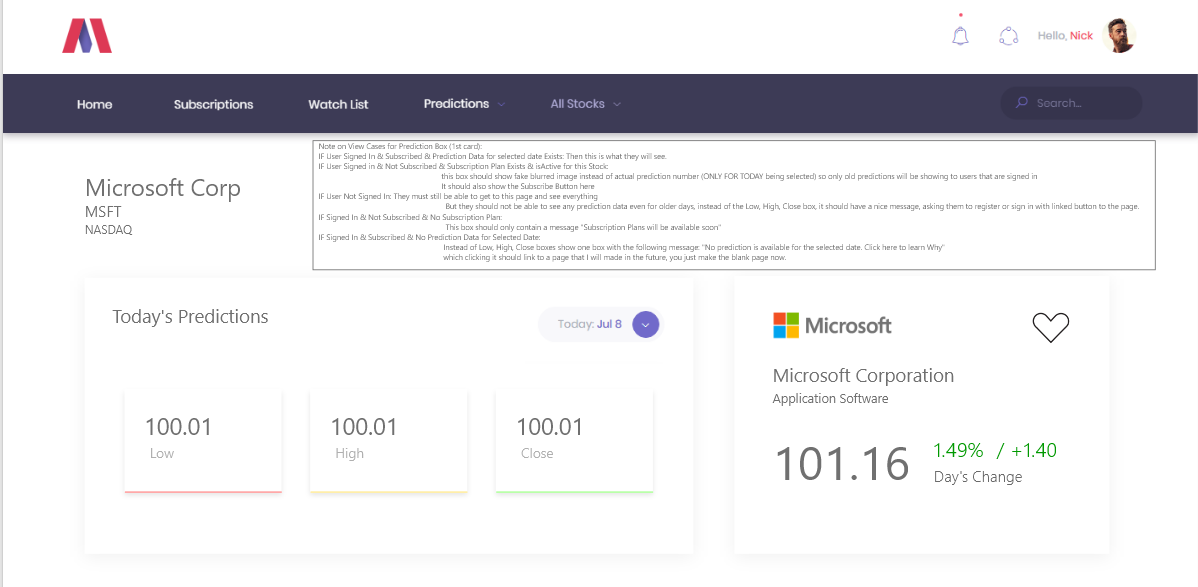 Hello, Nick
Home
Subscriptions
Watch List
Predictions
All Stocks
Search...
Note on View Cases for Prediction Box (1st card):
IF User Signed In & Subscribed & Prediction Data for selected date Exists: Then this is what they will see.
IF User Signed in & Not Subscribed & Subscription Plan Exists & isActive for this Stock:
this box should show fake blurred image instead of actual prediction number (ONLY FOR TODAY being selected) so only old predictions will be showing to users that are signed in
It should also show the Subscribe Button here
IF User Not Signed In: They must still be able to get to this page and see everything
But they should not be able to see any prediction data even for older days, instead of the Low, High, Close box, it should have a nice message, asking them to register or sign in with linked button to the page.
IF Signed In & Not Subscribed & No Subscription Plan:
This box should only contain a message "Subscription Plans will be available soon"
IF Signed In & Subscribed & No Prediction Data for Selected Date:
Instead of Low, High, Close boxes show one box with the following message: "No prediction is available for the selected date. Click here to learn Why"
which clicking it should link to a page that I will made in the future, you just make the blank page now.
Microsoft Corp
MSFT
NASDAQ
Today's Predictions
Today: Jul 8
100.01
Low
100.01
High
100.01
Close
Microsoft
Microsoft Corporation
Application Software
101.16
1.49% / +1.40
Day's Change